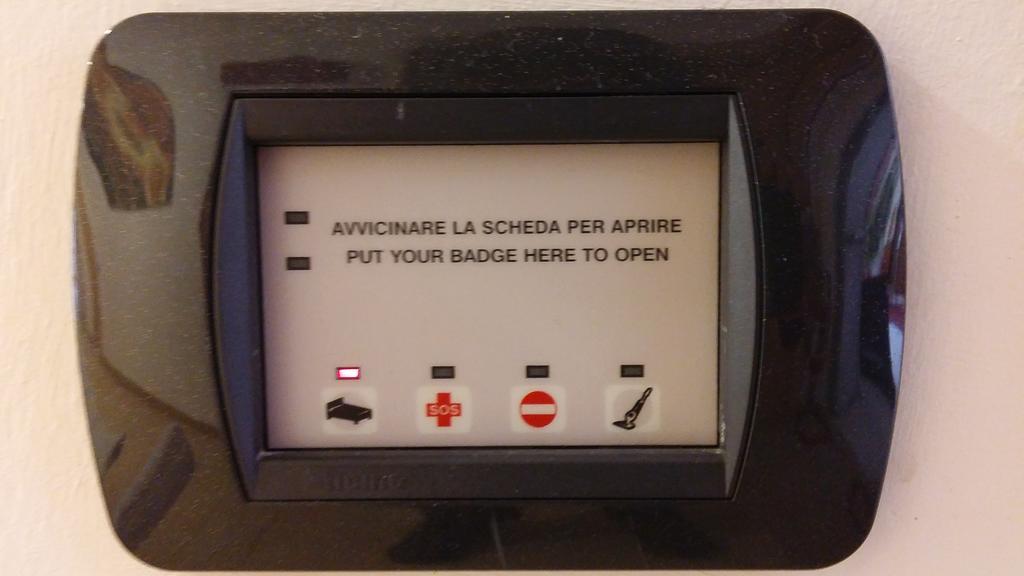 AVVICINARE LA SCHEDA PER APRIRE
PUT YOUR BADGE HERE TO OPEN
SOS